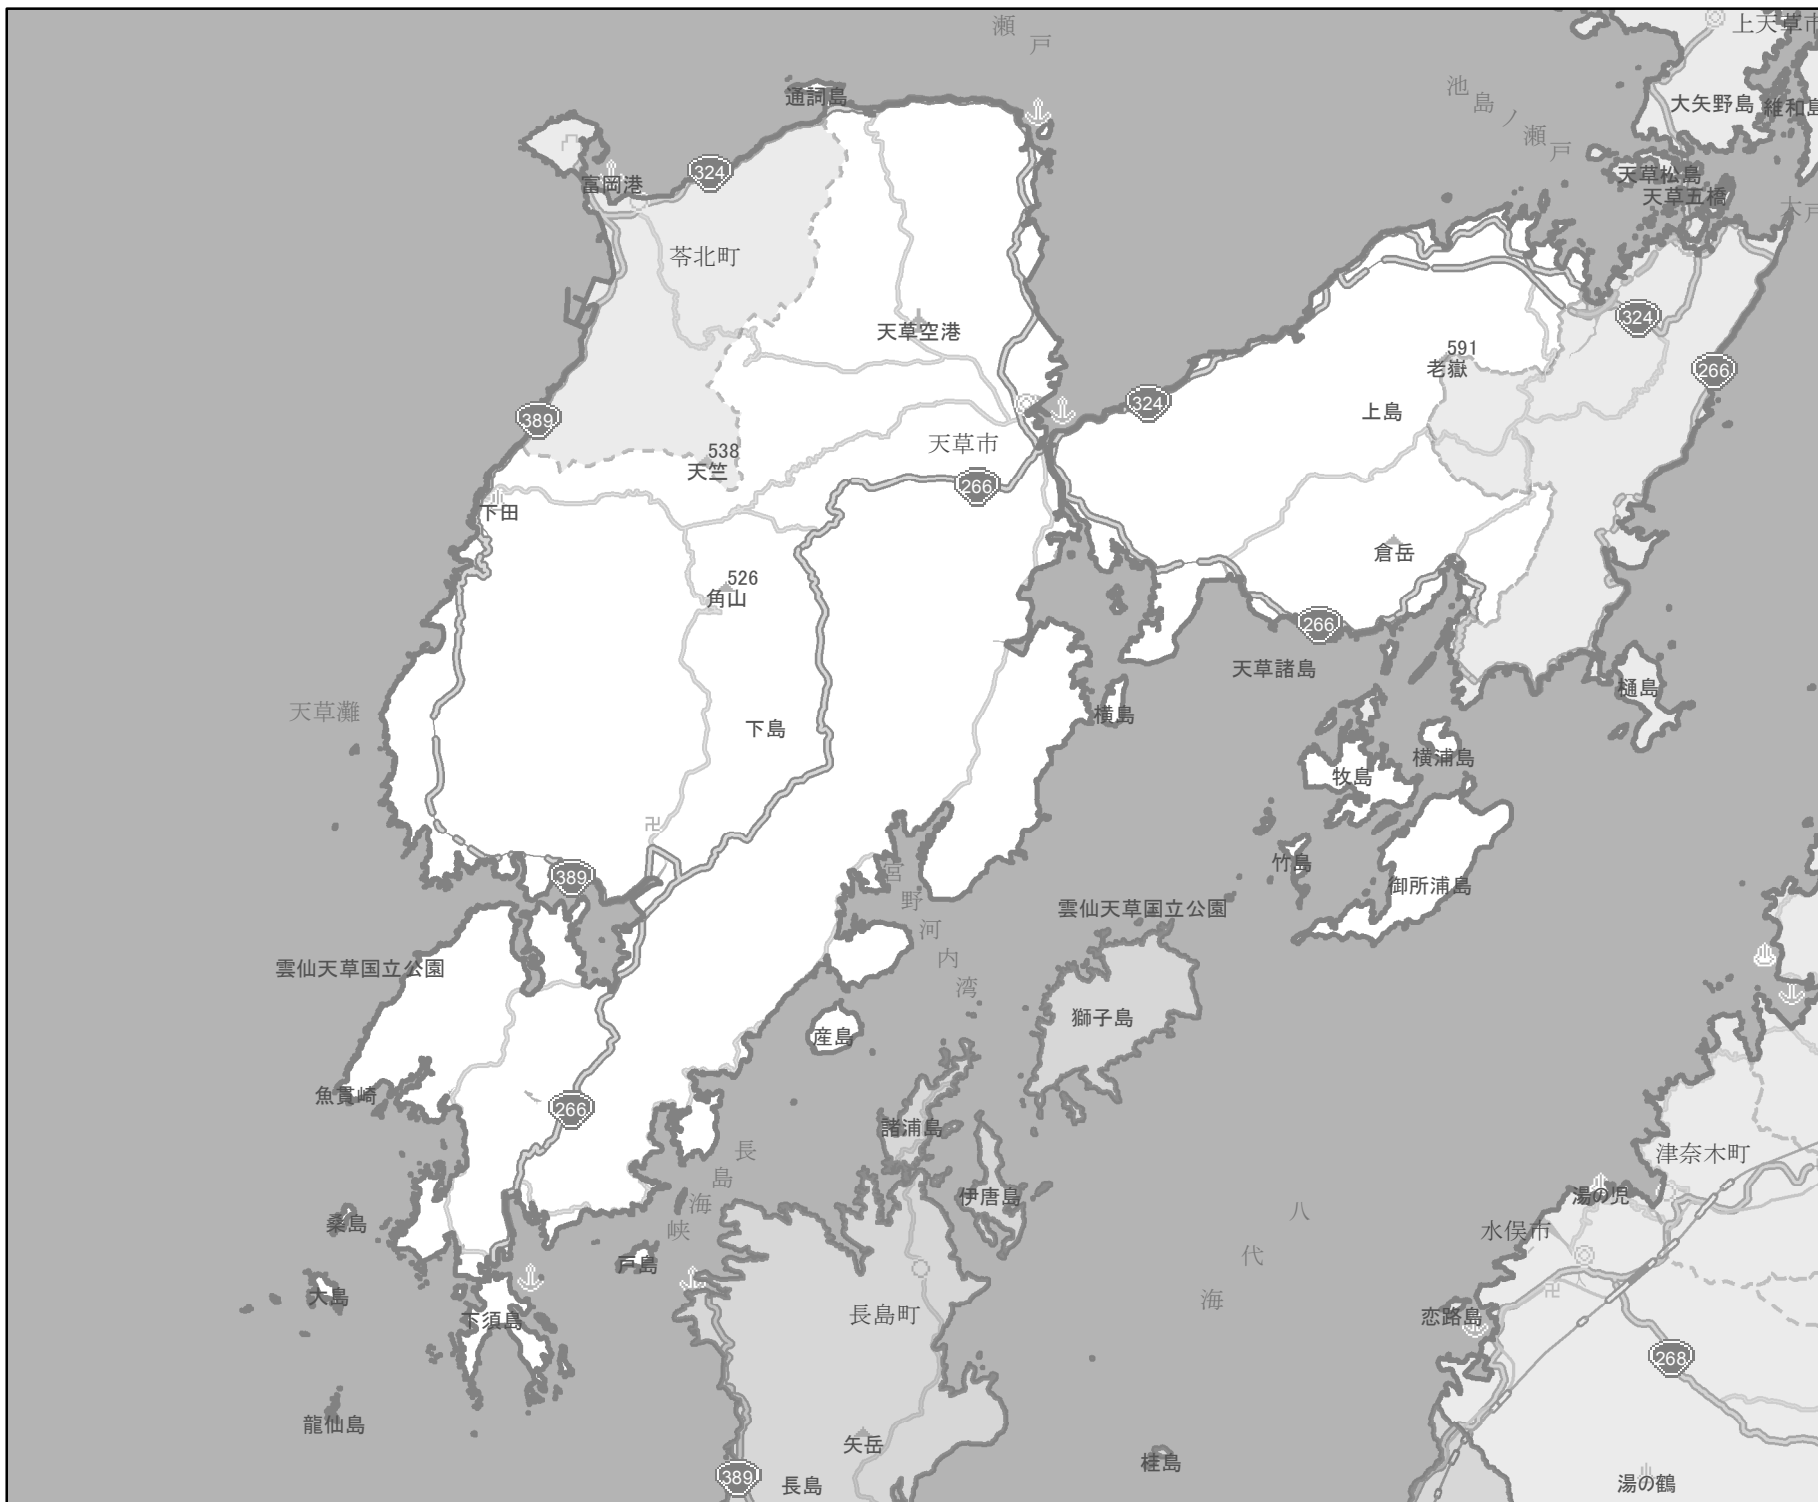 瀬戸
上天草市
池島ノ瀬戸
通詞島
大矢野島
維和島
324
富岡港
天草松島
天草五橋
苓北町
天草空港
324
591
老嶽
266
324
389
上島
天草市
538
天竺
266
下田
倉岳
526
角山
266
天草諸島
樋島
天草灘
下島
横島
横浦島
牧島
竹島
389
宮野河内湾
御所浦島
雲仙天草国立公園
雲仙天草国立公園
獅子島
産島
魚貫崎
266
諸浦島
長島海峡
津奈木町
伊唐島
湯の児
八代海
桑島
水俣市
戸島
大島
下須島
長島町
恋路島
268
龍仙島
矢岳
桂島
389
長島
湯の鶴